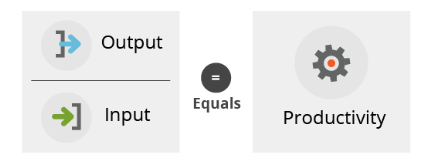 Output
Input
=
Equals
Productivity